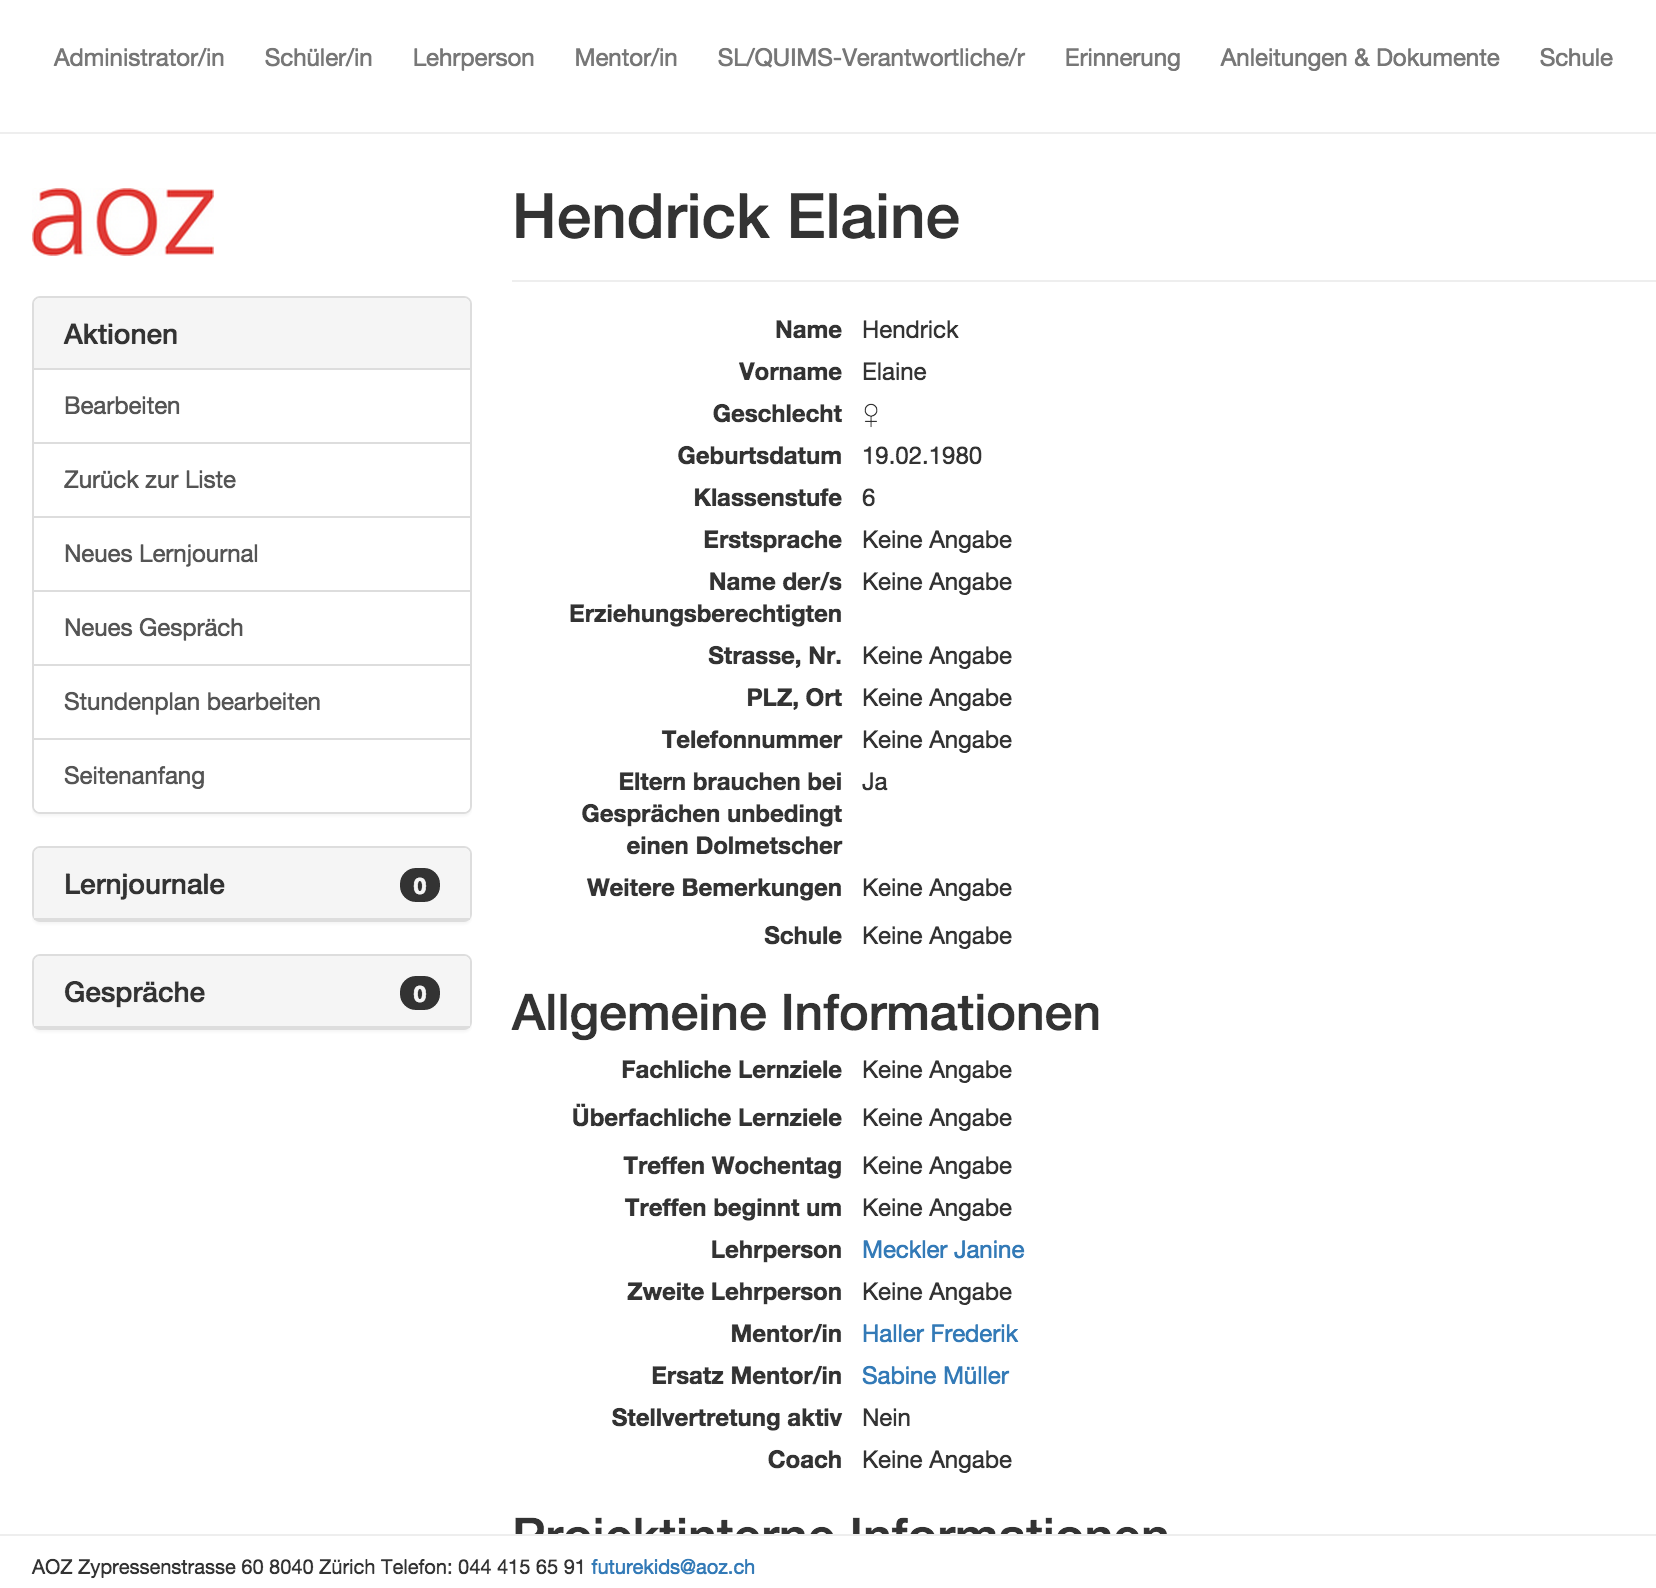 Administrator/in Schüler/in Lehrperson Mentor/in SL/QUIMS-Verantwortliche/r Erinnerung Anleitungen & Dokumente Schule
aoz
Aktionen
Bearbeiten
Zurück zur Liste
Neues Lernjournal
Neues Gespräch
Stundenplan bearbeiten
Seitenanfang
Lernjournale 0
Gespräche 0
Hendrick Elaine
Name Hendrick
Vorname Elaine
Geschlecht ♀
Geburtsdatum 19.02.1980
Klassenstufe 6
Erstsprache Keine Angabe
Name der/s Keine Angabe
Erziehungsberechtigten
Strasse, Nr. Keine Angabe
PLZ, Ort Keine Angabe
Telefonnummer Keine Angabe
Eltern brauchen bei Ja
Gesprächen unbedingt
einen Dolmetscher
Weitere Bemerkungen Keine Angabe
Schule Keine Angabe
Allgemeine Informationen
Fachliche Lernziele Keine Angabe
Überfachliche Lernziele Keine Angabe
Treffen Wochentag Keine Angabe
Treffen beginnt um Keine Angabe
Lehrperson Meckler Janine
Zweite Lehrperson Keine Angabe
Mentor/in Haller Frederik
Ersatz Mentor/in Sabine Müller
Stellvertretung aktiv Nein
Coach Keine Angabe
Projektinterne Informationen
AOZ Zypressenstrasse 60 8040 Zürich Telefon: 044 415 65 91 futurekids@aoz.ch